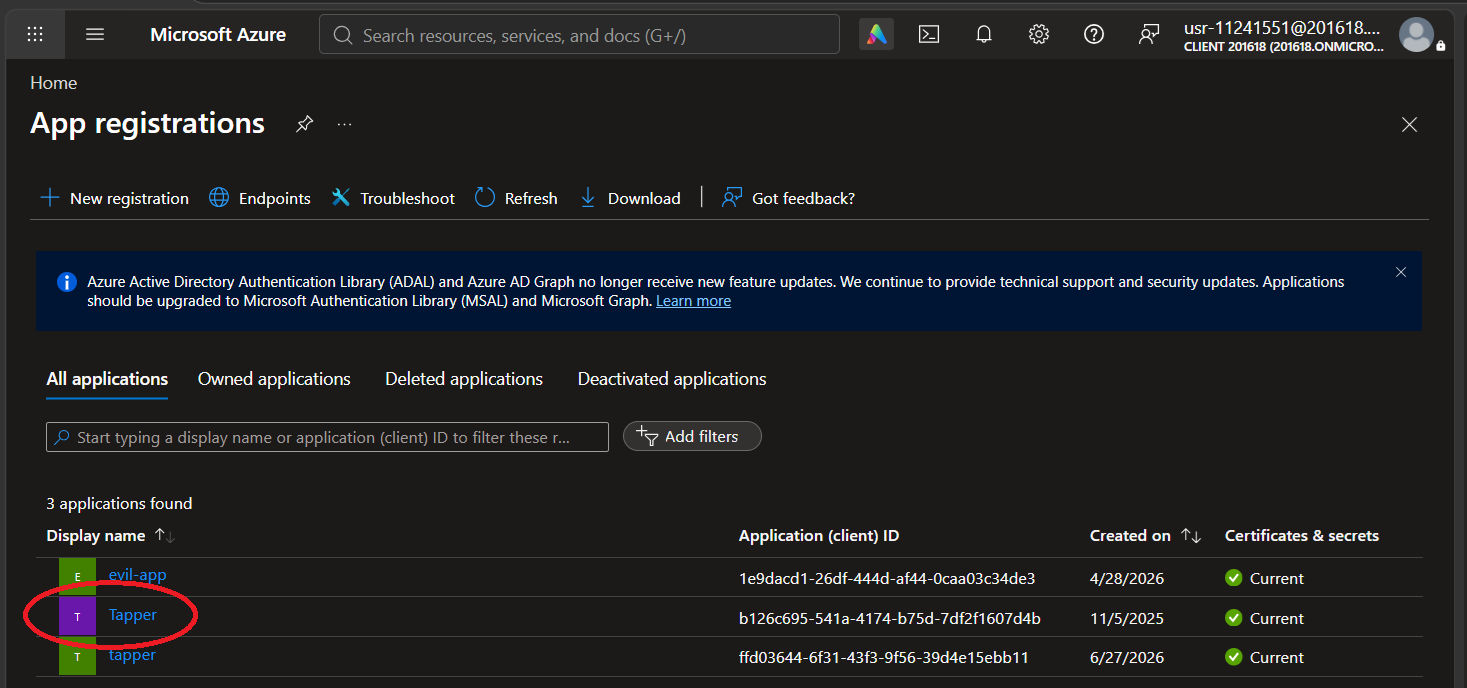 Microsoft Azure
Search resources, services, and docs (G+/)
usr-11241551@201618....
CLIENT 201618 (201618.ONMICRO...
Home
App registrations
...
New registration
Endpoints
Troubleshoot
Refresh
Download
Got feedback?
Azure Active Directory Authentication Library (ADAL) and Azure AD Graph no longer receive new feature updates. We continue to provide technical support and security updates. Applications
should be upgraded to Microsoft Authentication Library (MSAL) and Microsoft Graph. Learn more
All applications Owned applications Deleted applications Deactivated applications
Start typing a display name or application (client) ID to filter these r...
Add filters
3 applications found
Display name Application (client) ID Created on Certificates & secrets
E evil-app 1e9dacd1-26df-444d-af44-0caa03c34de3 4/28/2026 Current
T Tapper b126c695-541a-4174-b75d-7df2f1607d4b 11/5/2025 Current
T tapper ffd03644-6f31-43f3-9f56-39d4e15ebb11 6/27/2026 Current